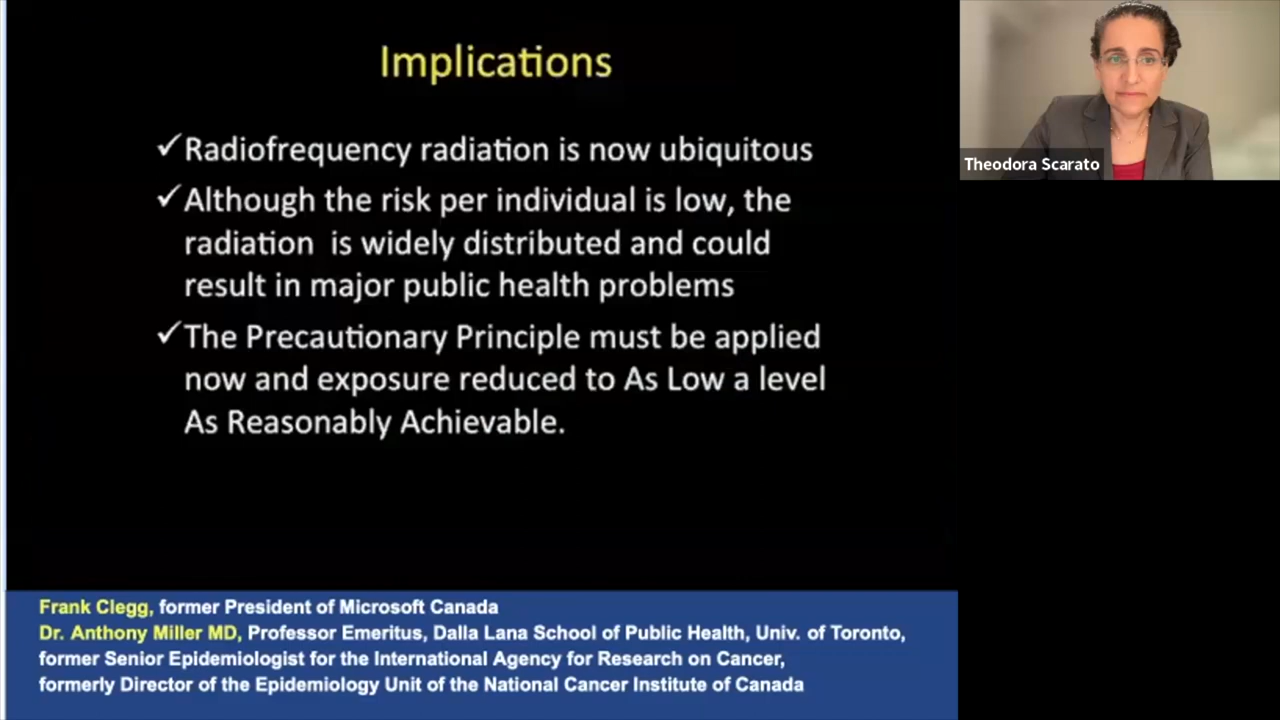 Implications
✓Radiofrequency radiation is now ubiquitous
✓Although the risk per individual is low, the
radiation is widely distributed and could
result in major public health problems
✓The Precautionary Principle must be applied
now and exposure reduced to As Low a level
As Reasonably Achievable.
Theodora Scarato
Frank Clegg, former President of Microsoft Canada
Dr. Anthony Miller MD, Professor Emeritus, Dalla Lana School of Public Health, Univ. of Toronto,
former Senior Epidemiologist for the International Agency for Research on Cancer,
formerly Director of the Epidemiology Unit of the National Cancer Institute of Canada